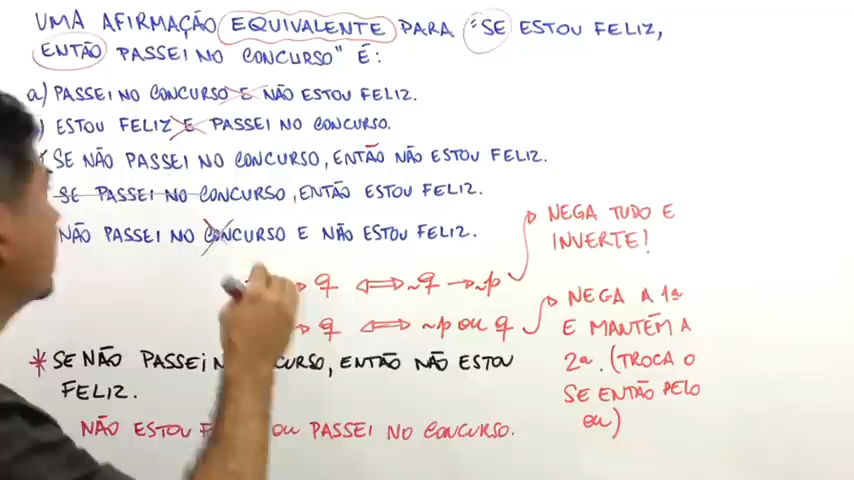 UMA AFIRMAÇÃO EQUIVALENTE PARA "SE ESTOU FELIZ,
ENTÃO PASSEI NO CONCURSO" É:
a) PASSEI NO CONCURSO E NÃO ESTOU FELIZ.
) ESTOU FELIZ E PASSEI NO CONCURSO.
SE NÃO PASSEI NO CONCURSO, ENTÃO NÃO ESTOU FELIZ.
SE PASSEI NO CONCURSO, ENTÃO ESTOU FELIZ.
NÃO PASSEI NO CONCURSO E NÃO ESTOU FELIZ.
→ q ⟺ ~q → ~p
NEGA TUDO E
INVERTE!
→ q ⟺ ~p ou q
NEGA A 1ª
E MANTÉM A
2ª. (TROCA O
SE ENTÃO PELO
ou)
* SE NÃO PASSEI CURSO, ENTÃO NÃO ESTOU
FELIZ.
NÃO ESTOU OU PASSEI NO CONCURSO.